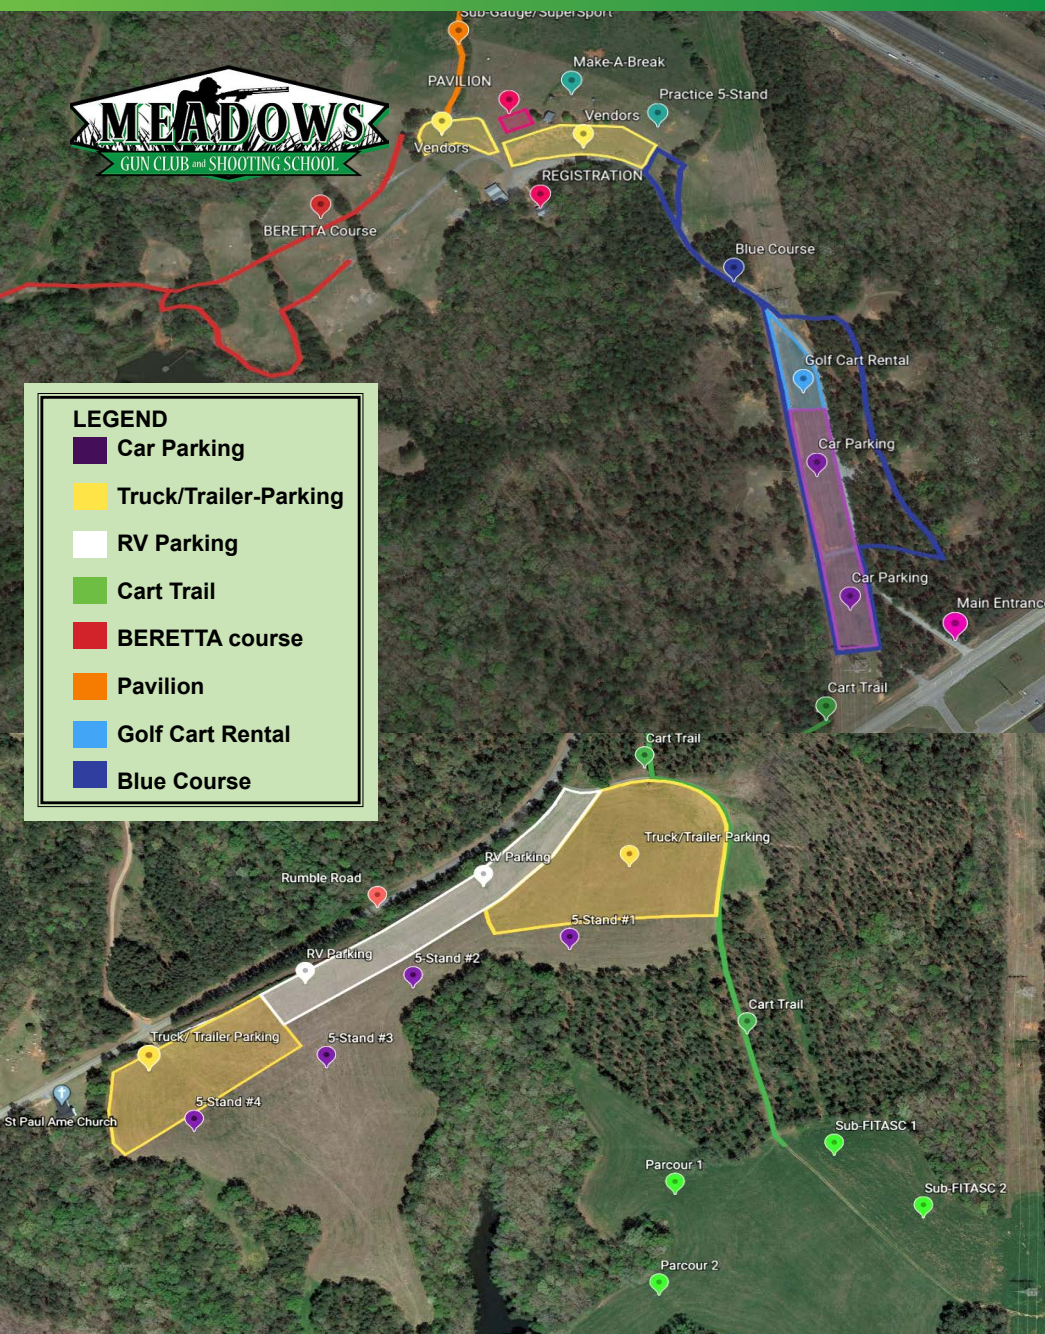 Sub-Gauge/SuperSport
Make-A-Break
PAVILION
Practice 5-Stand
MEADOWS
GUN CLUB and SHOOTING SCHOOL
Vendors
Vendors
REGISTRATION
BERETTA Course
Blue Course
Golf Cart Rental
Car Parking
Car Parking
Main Entrance
Cart Trail
LEGEND
Car Parking
Truck/Trailer-Parking
RV Parking
Cart Trail
BERETTA course
Pavilion
Golf Cart Rental
Blue Course
Cart Trail
Truck/Trailer Parking
RV Parking
Rumble Road
5-Stand #1
RV Parking
5-Stand #2
Cart Trail
Truck/ Trailer Parking
5-Stand #3
5-Stand #4
St Paul Ame Church
Sub-FITASC 1
Parcour 1
Sub-FITASC 2
Parcour 2